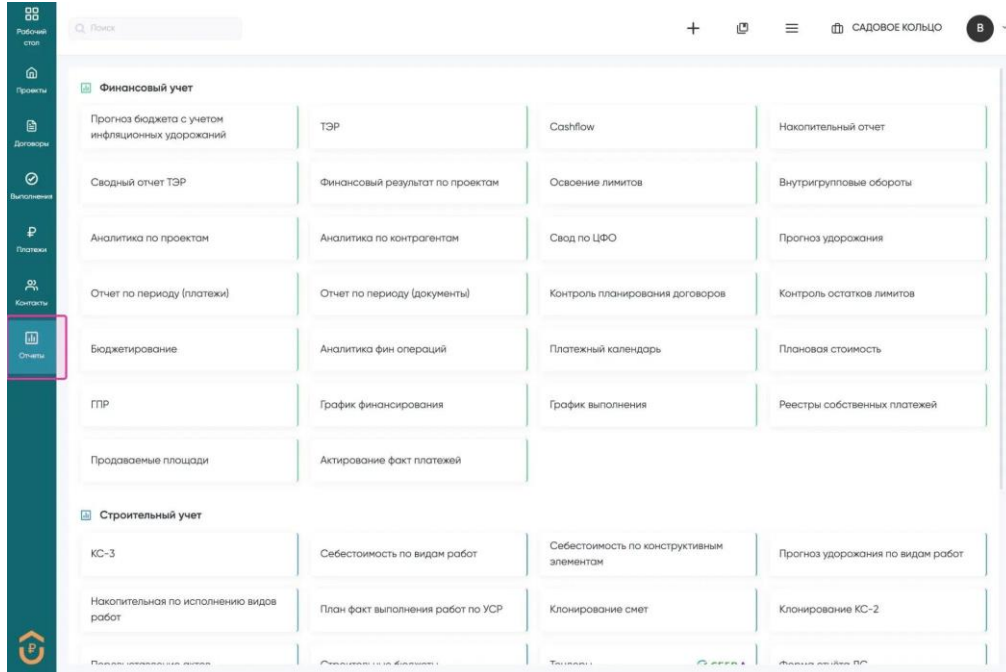 Рабочий
стол
Поиск
САДОВОЕ КОЛЬЦО
В
Проекты
Договоры
Выполнения
Платежи
Контакты
Отчеты
Финансовый учет
Прогноз бюджета с учетом
инфляционных удорожаний
ТЭР
Cashflow
Накопительный отчет
Сводный отчет ТЭР
Финансовый результат по проектам
Освоение лимитов
Внутригрупповые обороты
Аналитика по проектам
Аналитика по контрагентам
Свод по ЦФО
Прогноз удорожания
Отчет по периоду (платежи)
Отчет по периоду (документы)
Контроль планирования договоров
Контроль остатков лимитов
Бюджетирование
Аналитика фин операций
Платежный календарь
Плановая стоимость
ГПР
График финансирования
График выполнения
Реестры собственных платежей
Продаваемые площади
Актирование факт платежей
Строительный учет
КС-3
Себестоимость по видам работ
Себестоимость по конструктивным
элементам
Прогноз удорожания по видам работ
Накопительная по исполнению видов
работ
План факт выполнения работ по УСР
Клонирование смет
Клонирование КС-2
Строительные бюджеты
Тендеры